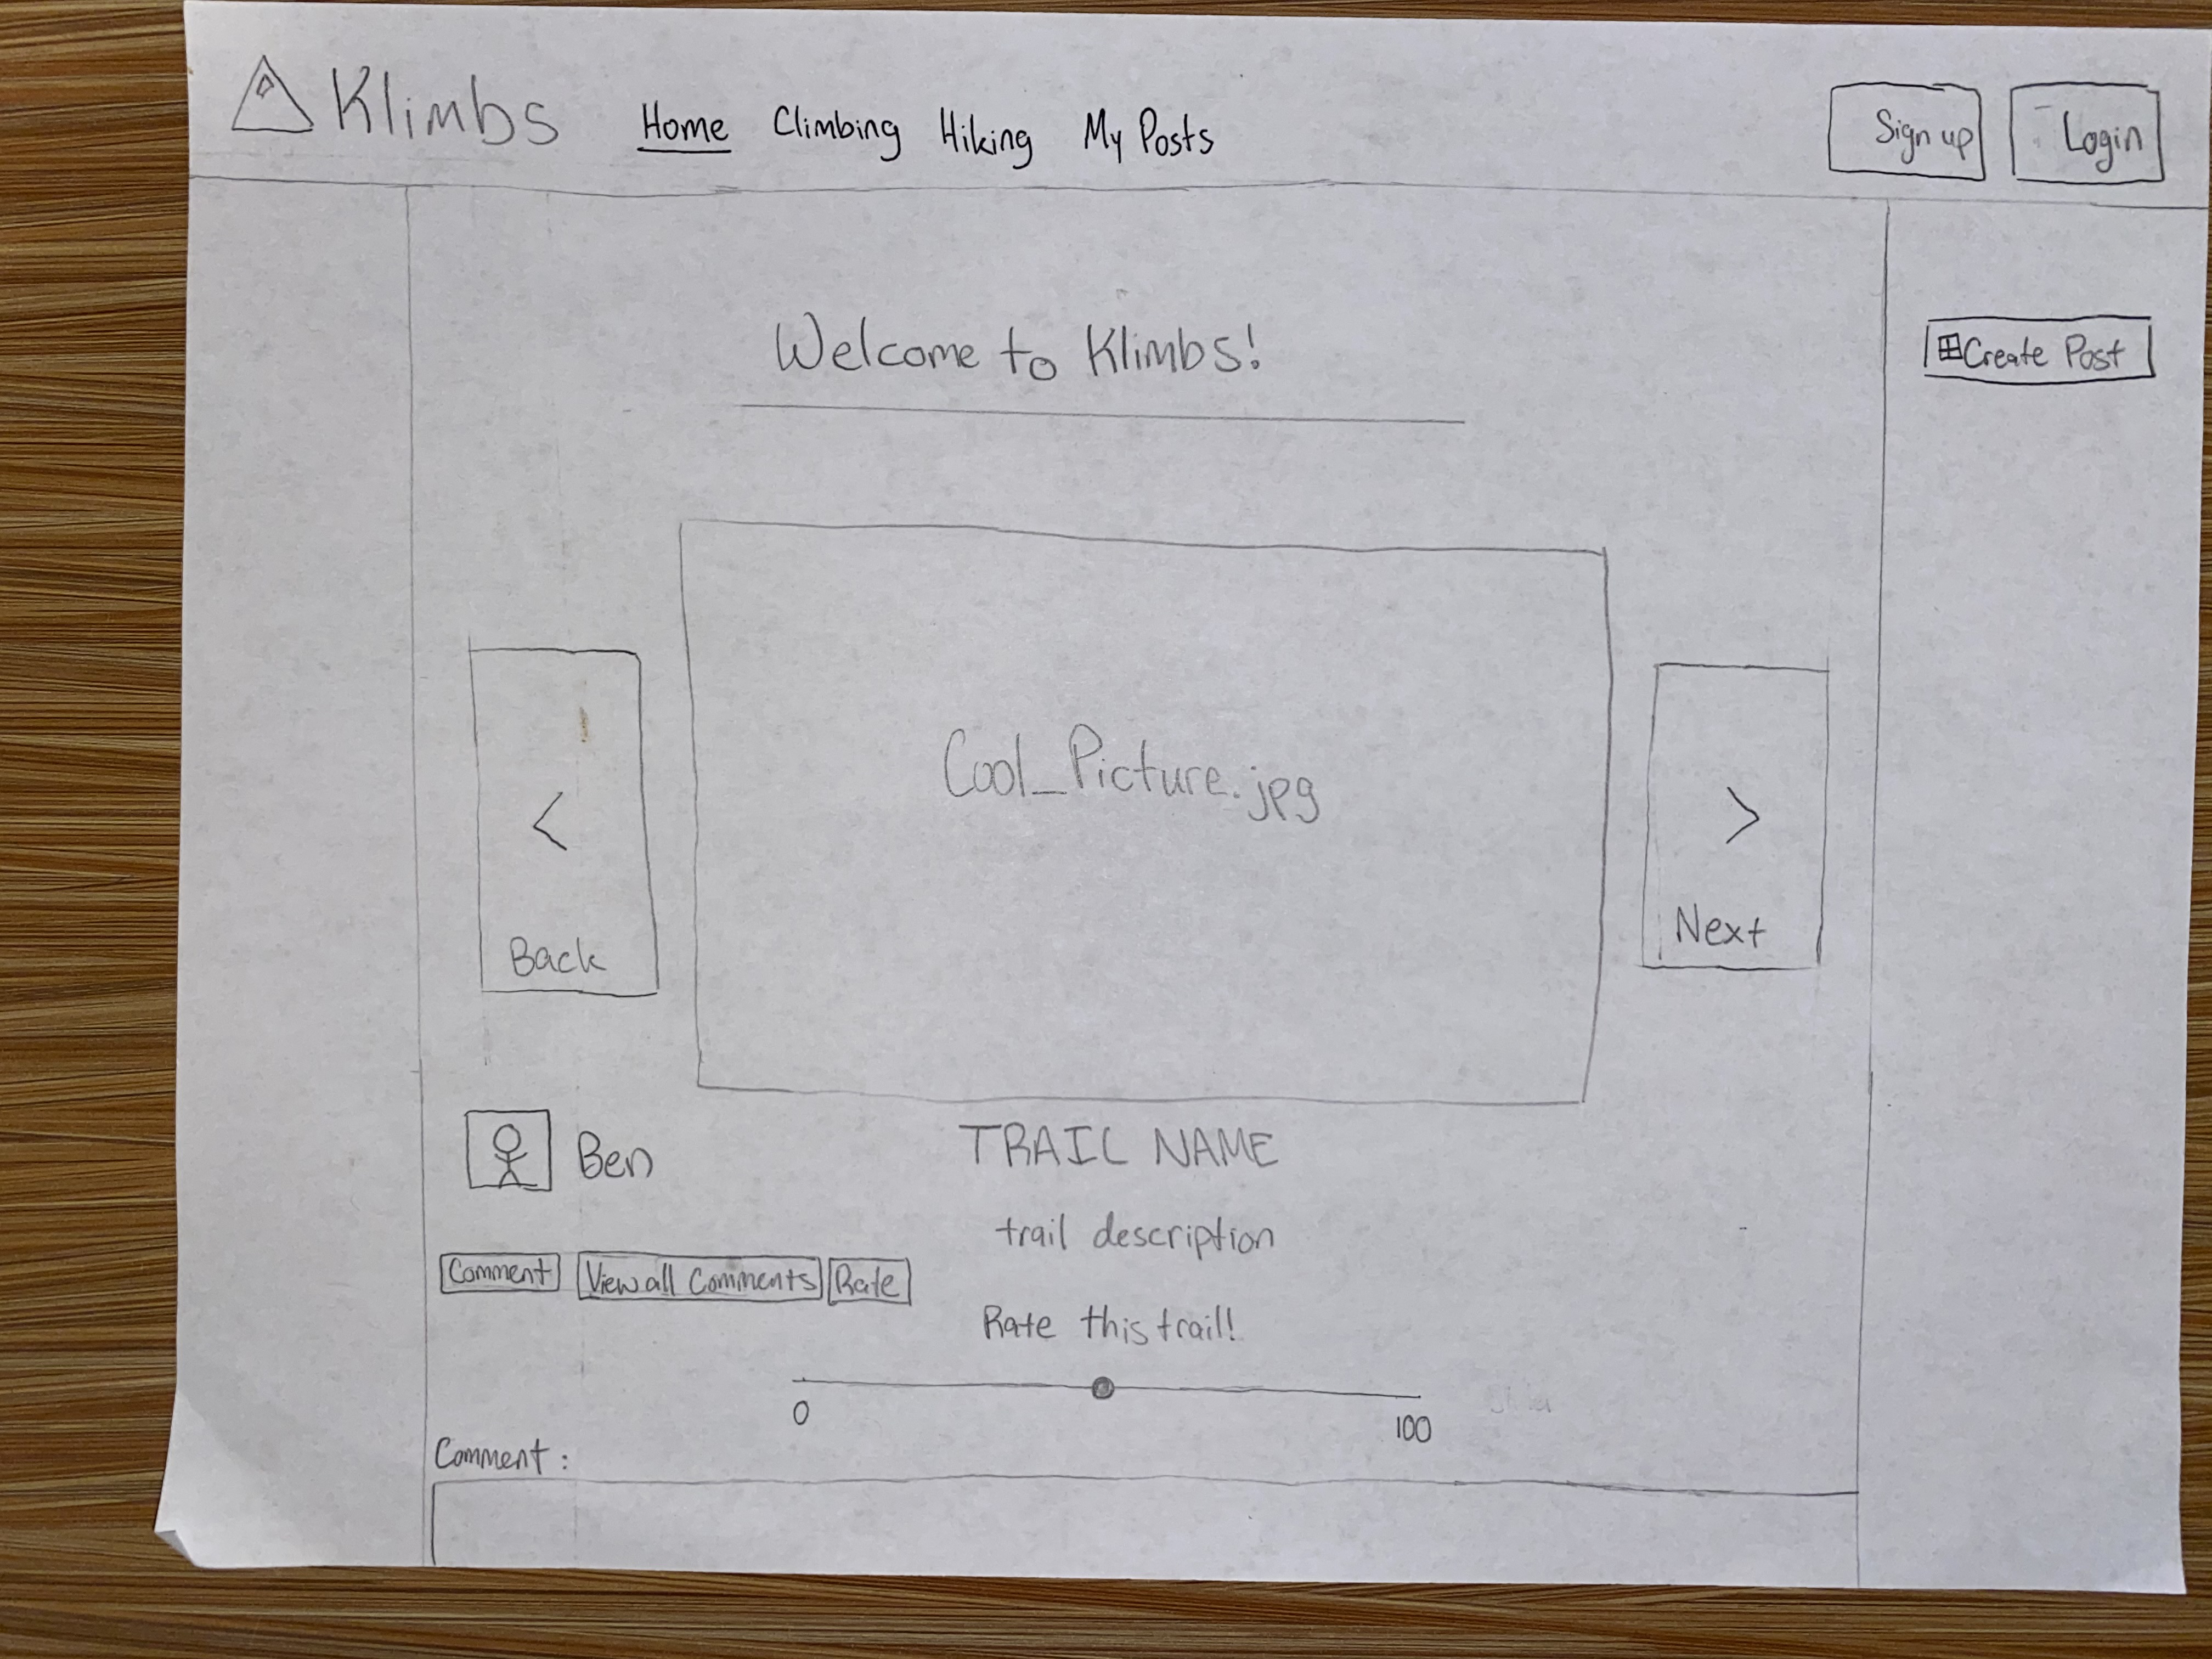 Klimbs Home Climbing Hiking My Posts Sign up Login
Welcome to Klimbs!
Create Post
Cool_Picture.jpg
<
Back
>
Next
Ben
TRAIL NAME
trail description
Comment View all Comments Rate
Rate this trail!
0 100
Comment :